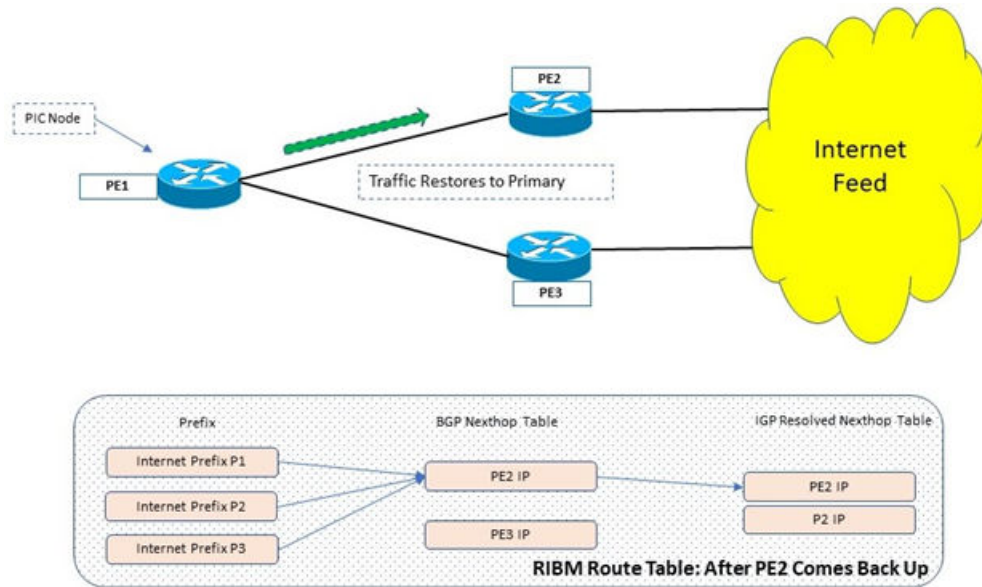 PE2
PIC Node
PE1
Traffic Restores to Primary
Internet
Feed
PE3
Prefix
BGP Nexthop Table
IGP Resolved Nexthop Table
Internet Prefix P1
PE2 IP
PE2 IP
Internet Prefix P2
P2 IP
PE3 IP
Internet Prefix P3
RIBM Route Table: After PE2 Comes Back Up